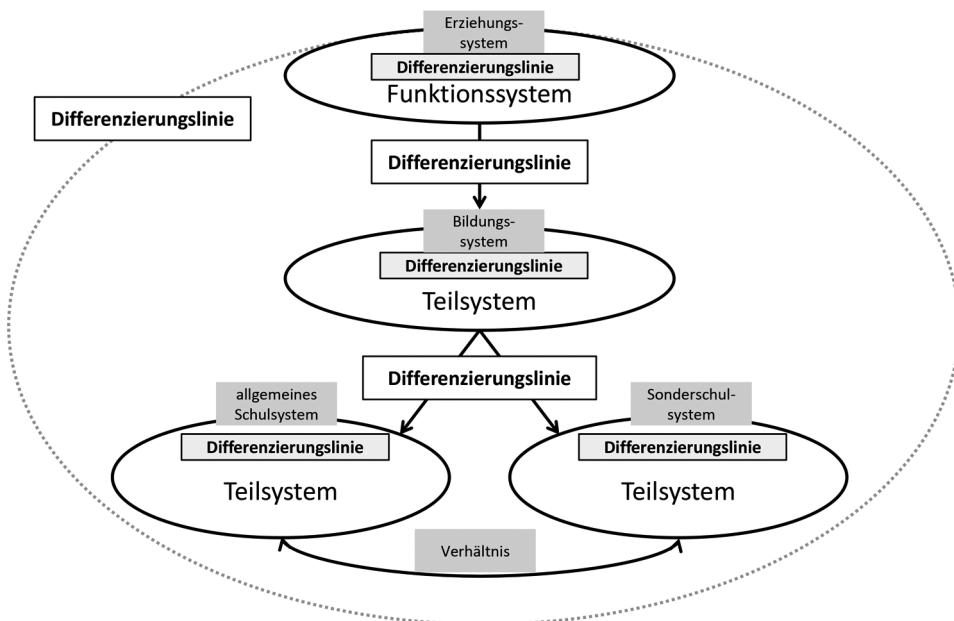 Erziehungs-
system
Differenzierungslinie
Funktionssystem
Differenzierungslinie
Differenzierungslinie
Bildungs-
system
Differenzierungslinie
Teilsystem
Differenzierungslinie
allgemeines
Schulsystem
Differenzierungslinie
Teilsystem
Sonderschul-
system
Differenzierungslinie
Teilsystem
Verhältnis